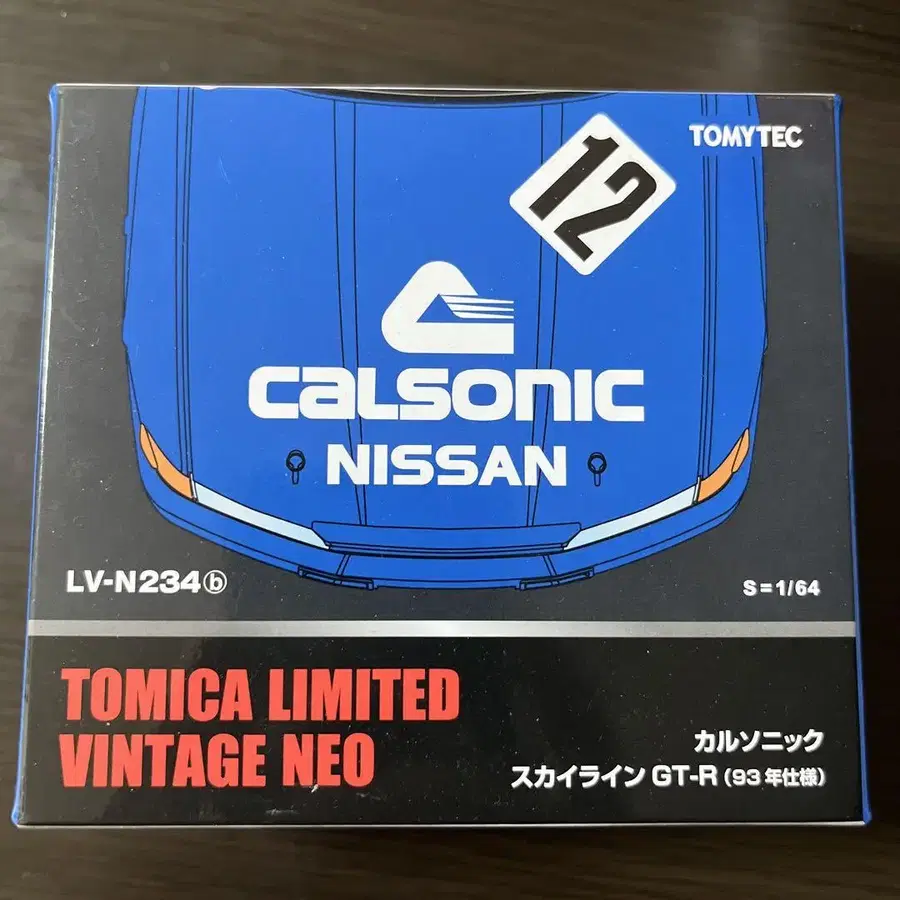 12
TOMYTEC
CALSONIC
NISSAN
LV-N234ⓑ
S=1/64
TOMICA LIMITED
VINTAGE NEO
カルソニック
スカイライン GT-R (93年仕様)